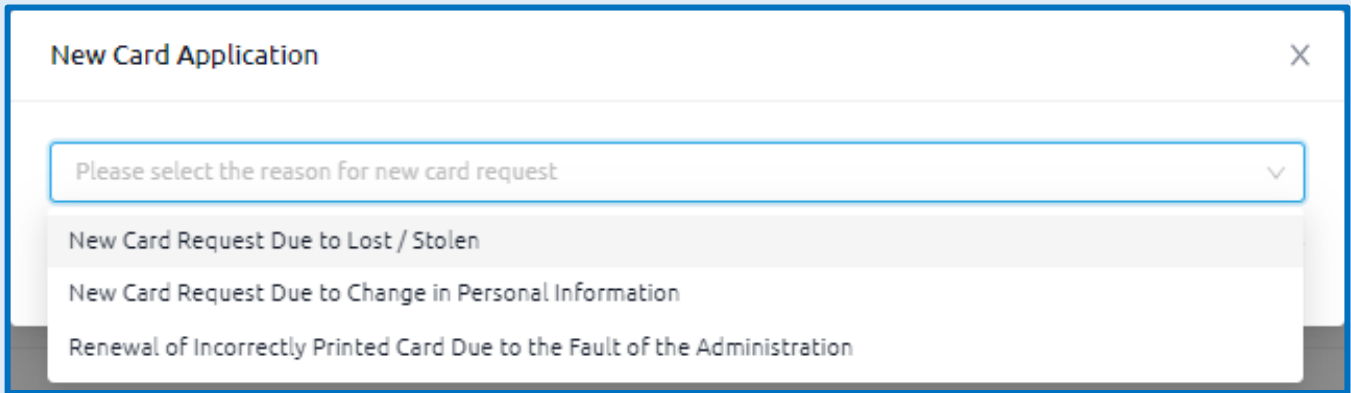 New Card Application
Please select the reason for new card request
New Card Request Due to Lost / Stolen
New Card Request Due to Change in Personal Information
Renewal of Incorrectly Printed Card Due to the Fault of the Administration